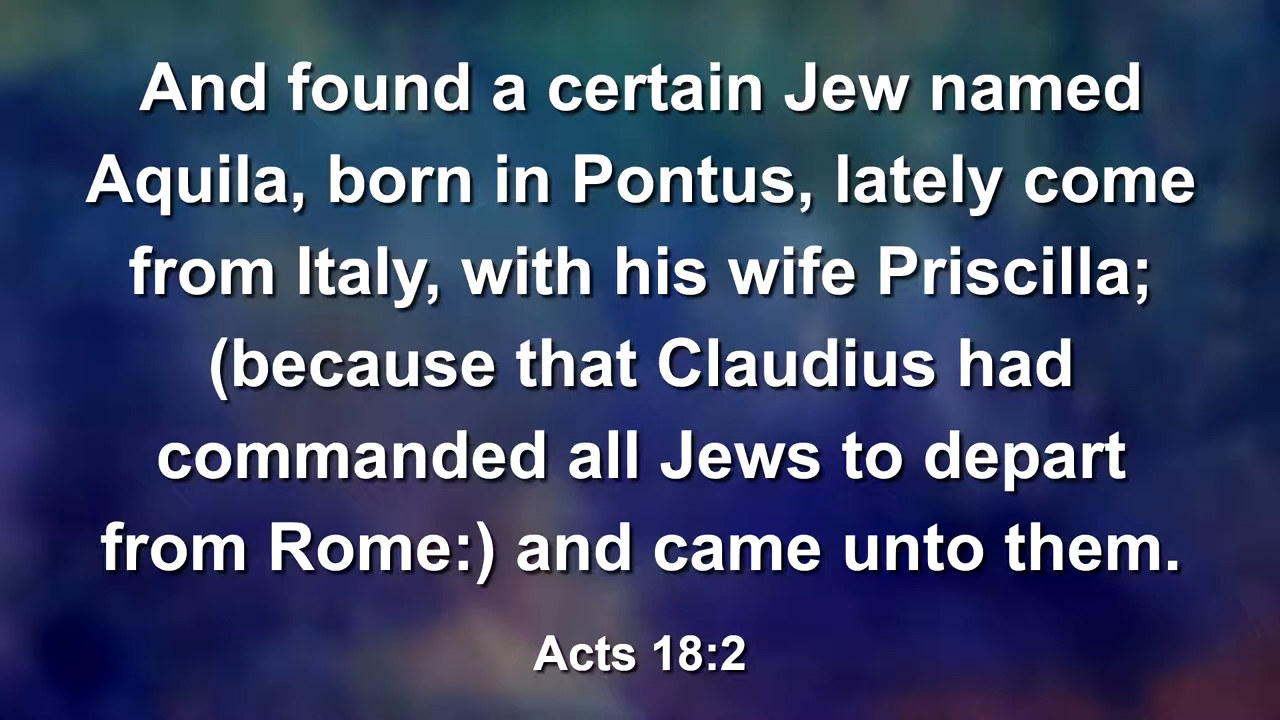 And found a certain Jew named
Aquila, born in Pontus, lately come
from Italy, with his wife Priscilla;
(because that Claudius had
commanded all Jews to depart
from Rome:) and came unto them.
Acts 18:2